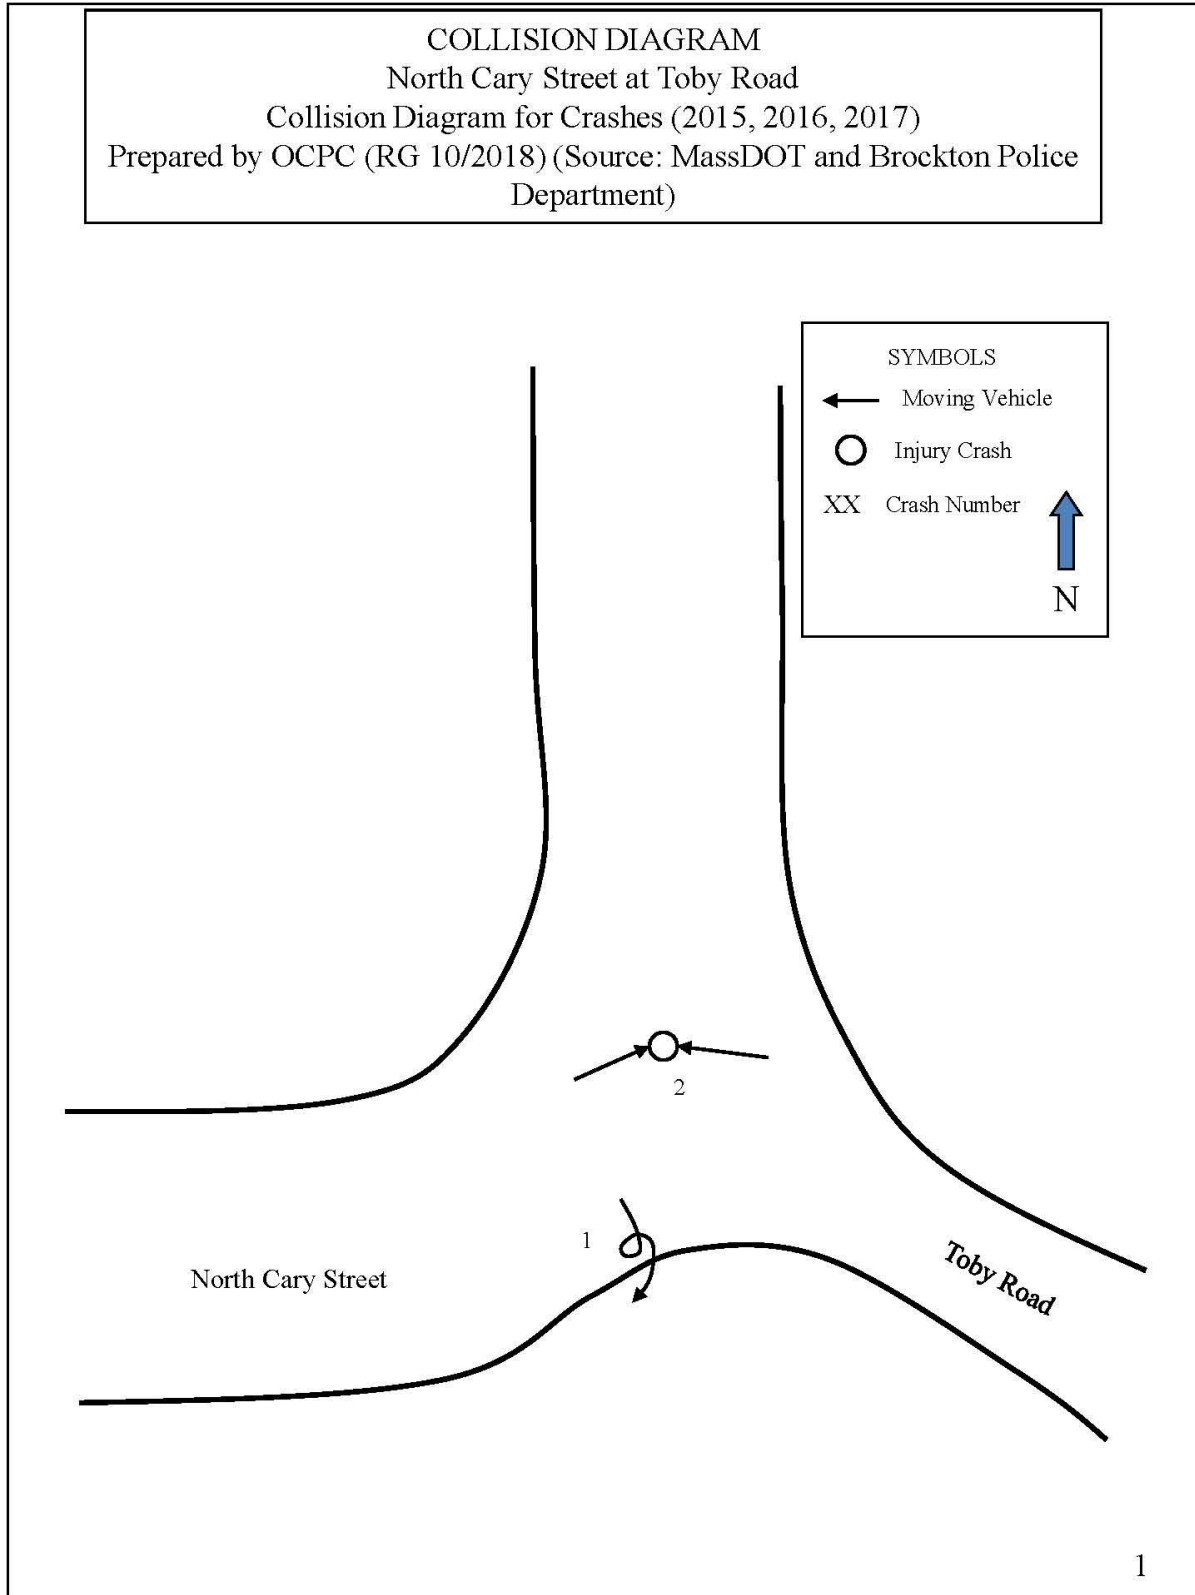 COLLISION DIAGRAM
North Cary Street at Toby Road
Collision Diagram for Crashes (2015, 2016, 2017)
Prepared by OCPC (RG 10/2018) (Source: MassDOT and Brockton Police
Department)
SYMBOLS
Moving Vehicle
Injury Crash
XX Crash Number
N
2
1
North Cary Street
Toby Road
1